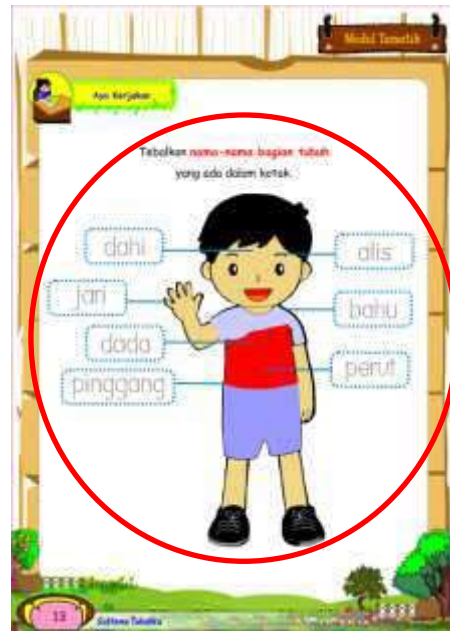 Modul Tematik
Ayo Kerjakan
Tebalkan nama-nama bagian tubuh
yang ada dalam kotak
dahi
alis
jari
bahu
dada
perut
pinggang
13